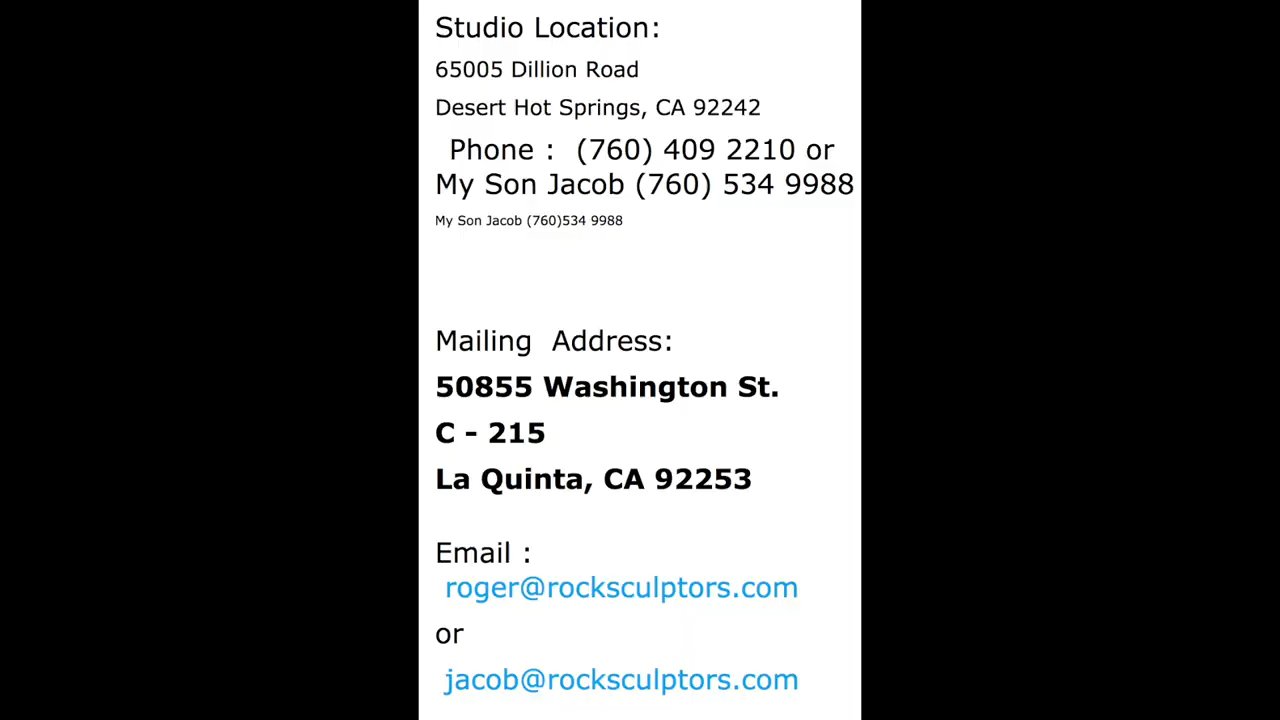 Studio Location:
65005 Dillion Road
Desert Hot Springs, CA 92242
Phone : (760) 409 2210 or
My Son Jacob (760) 534 9988
My Son Jacob (760)534 9988
Mailing Address:
50855 Washington St.
C - 215
La Quinta, CA 92253
Email :
roger@rocksculptors.com
or
jacob@rocksculptors.com